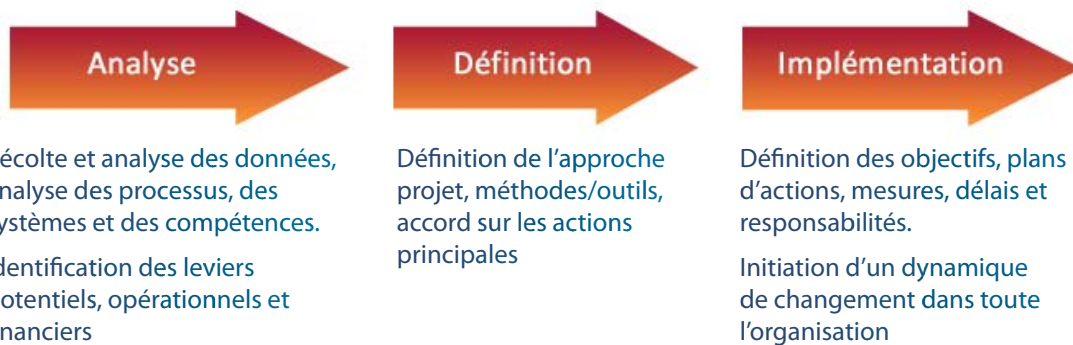 Analyse
écolte et analyse des données,
nalyse des processus, des
ystèmes et des compétences.
dentification des leviers
otentiels, opérationnels et
nanciers
Définition
Définition de l'approche
projet, méthodes/outils,
accord sur les actions
principales
Implémentation
Définition des objectifs, plans
d'actions, mesures, délais et
responsabilités.
Initiation d'un dynamique
de changement dans toute
l'organisation